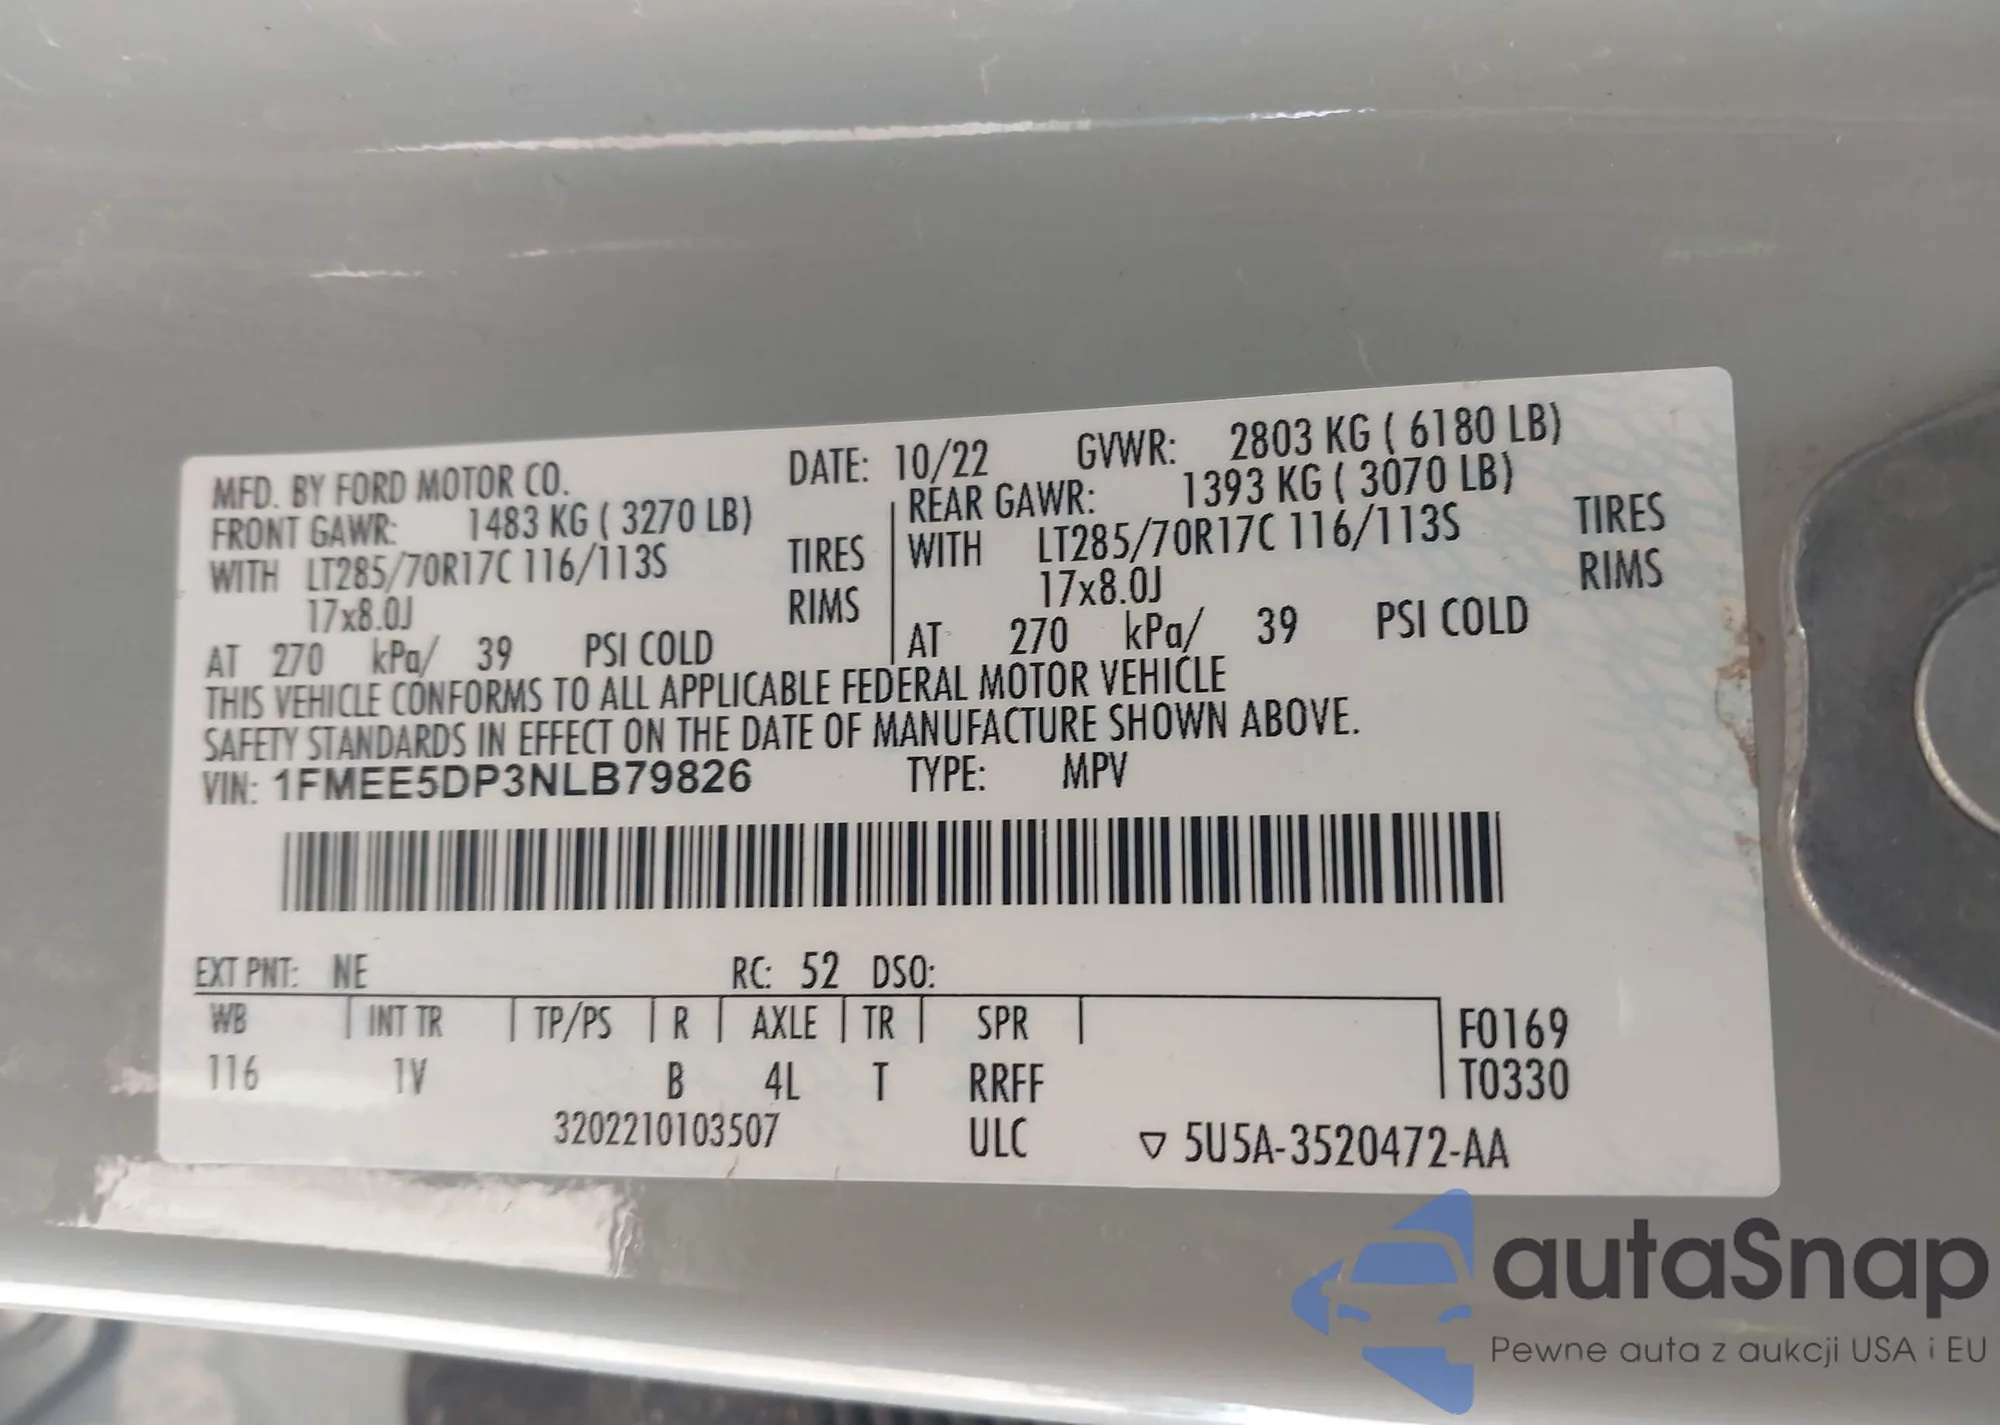 MFD. BY FORD MOTOR CO. DATE: 10/22 GVWR: 2803 KG ( 6180 LB)
FRONT GAWR: 1483 KG ( 3270 LB) REAR GAWR: 1393 KG ( 3070 LB)
WITH LT285/70R17C 116/113S TIRES WITH LT285/70R17C 116/113S TIRES
17x8.0J RIMS 17x8.0J RIMS
AT 270 kPa/ 39 PSI COLD AT 270 kPa/ 39 PSI COLD
THIS VEHICLE CONFORMS TO ALL APPLICABLE FEDERAL MOTOR VEHICLE
SAFETY STANDARDS IN EFFECT ON THE DATE OF MANUFACTURE SHOWN ABOVE.
VIN: 1FMEE5DP3NLB79826 TYPE: MPV
EXT PNT: NE RC: 52 DSO:
WB INT TR TP/PS R AXLE TR SPR F0169
116 1V B 4L T RRFF T0330
3202210103507 ULC ▽ 5U5A-3520472-AA
autaSnap
Pewne auta z aukcji USA i EU